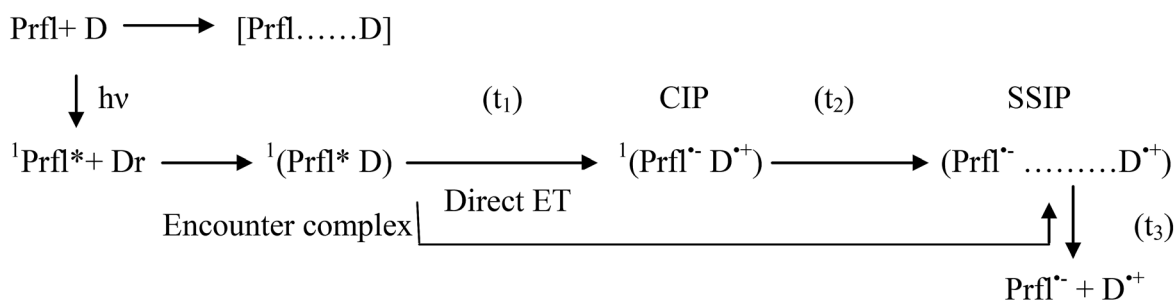 Prfl+ D [Prfl......D]
hν (t₁) CIP (t₂) SSIP
¹Prfl*+ Dr ¹(Prfl* D) ¹(Prfl•- D•+) (Prfl•- .........D•+)
Direct ET
Encounter complex (t₃)
Prfl•- + D•+